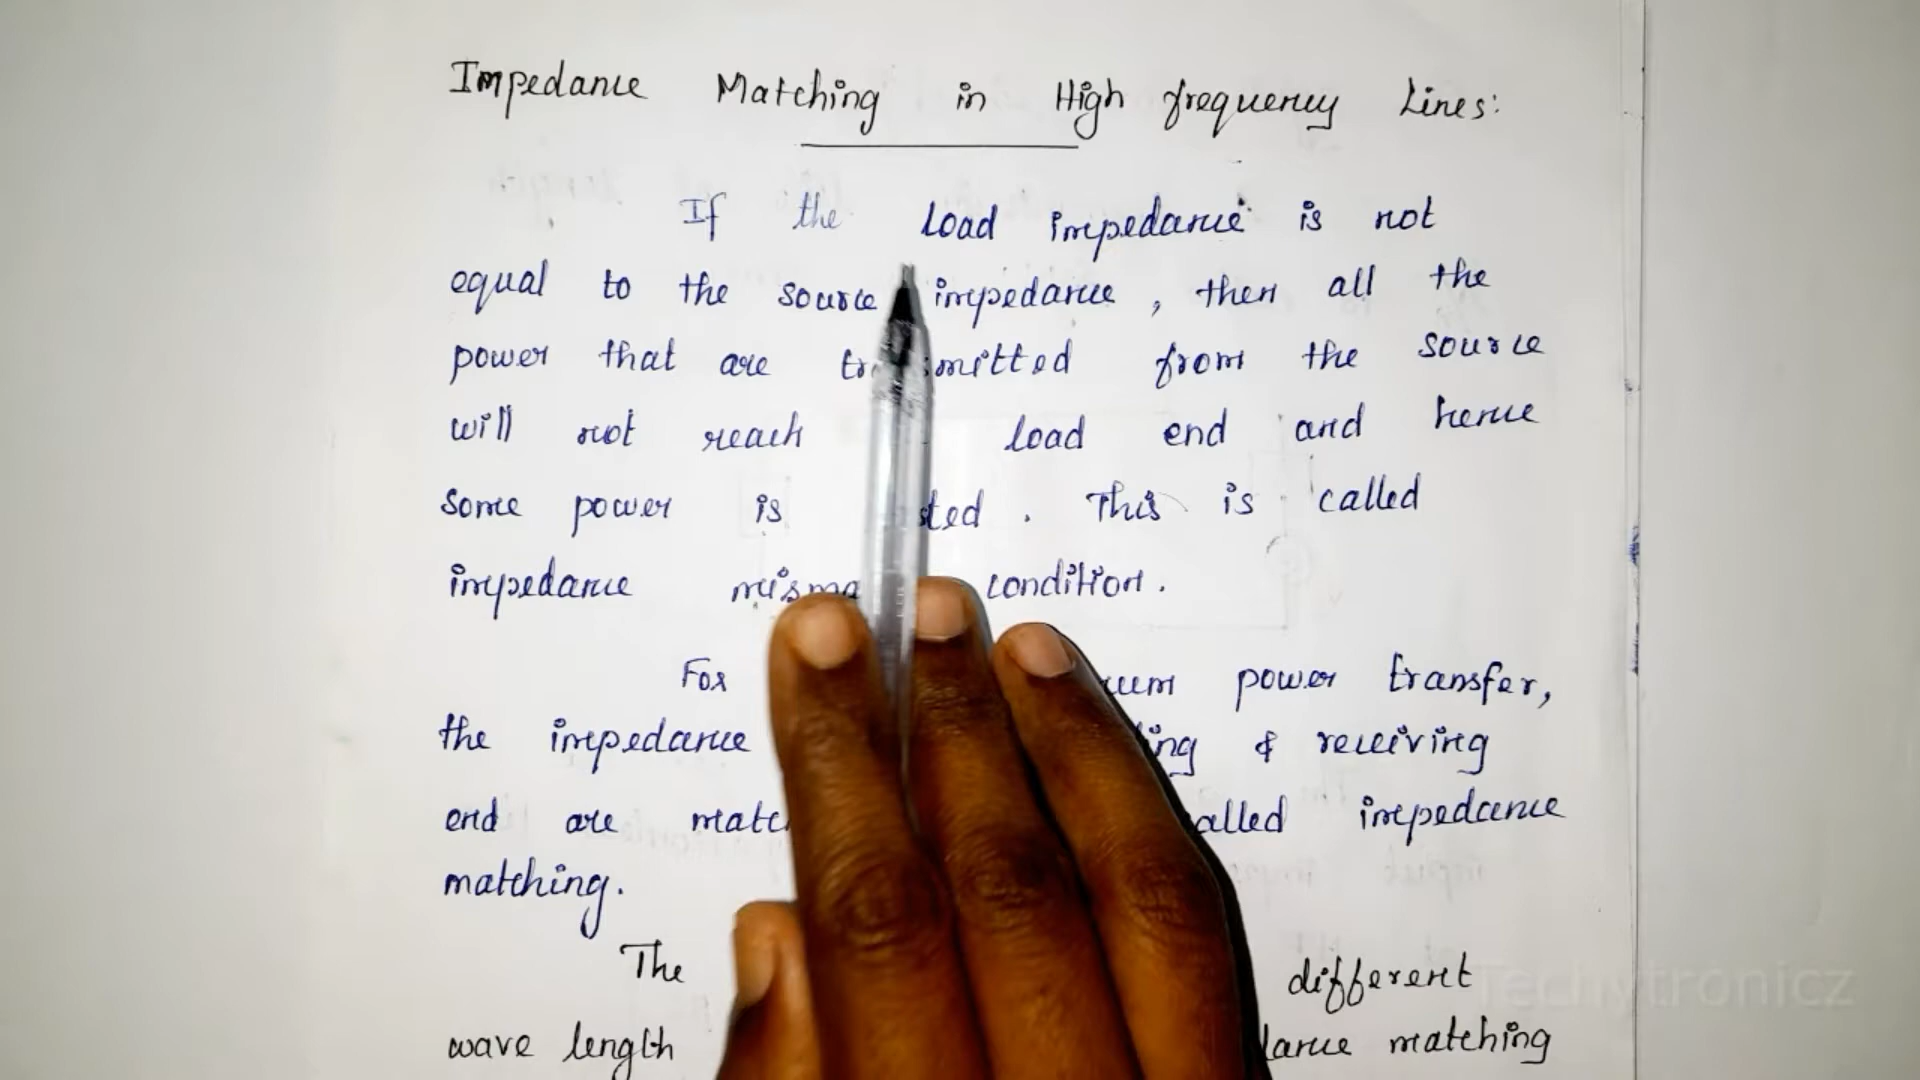 Impedance Matching in High frequency Lines:
If the load impedance is not
equal to the source impedance, then all the
power that are transmitted from the source
will not reach load end and hence
some power is . This is called
impedance condition.
For power transfer,
the impedance & receiving
end are impedance
matching.
The different
wave length matching
Techytronicz